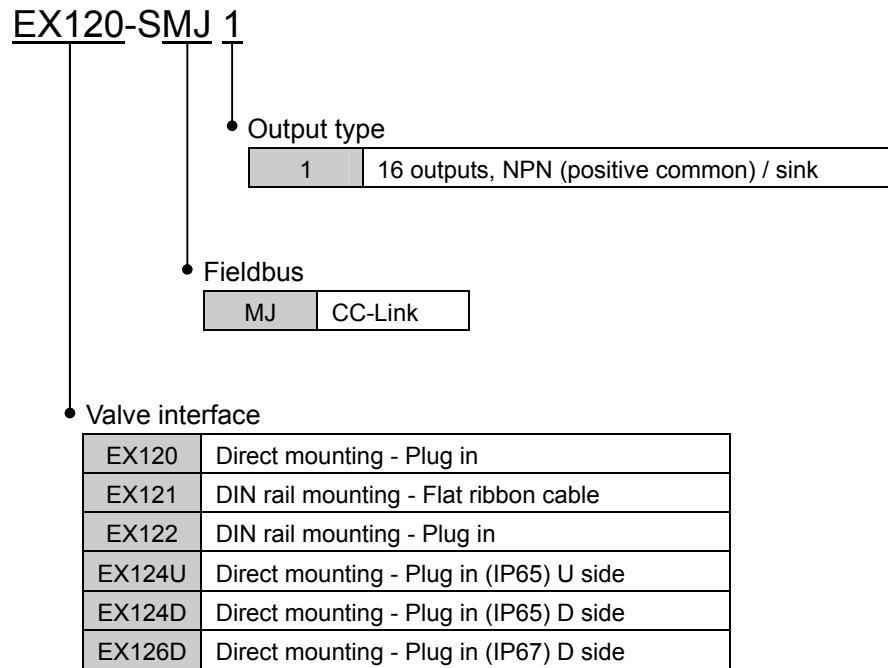 EX120-SMJ 1
Output type
1 16 outputs, NPN (positive common) / sink
Fieldbus
MJ CC-Link
Valve interface
EX120 Direct mounting - Plug in
EX121 DIN rail mounting - Flat ribbon cable
EX122 DIN rail mounting - Plug in
EX124U Direct mounting - Plug in (IP65) U side
EX124D Direct mounting - Plug in (IP65) D side
EX126D Direct mounting - Plug in (IP67) D side